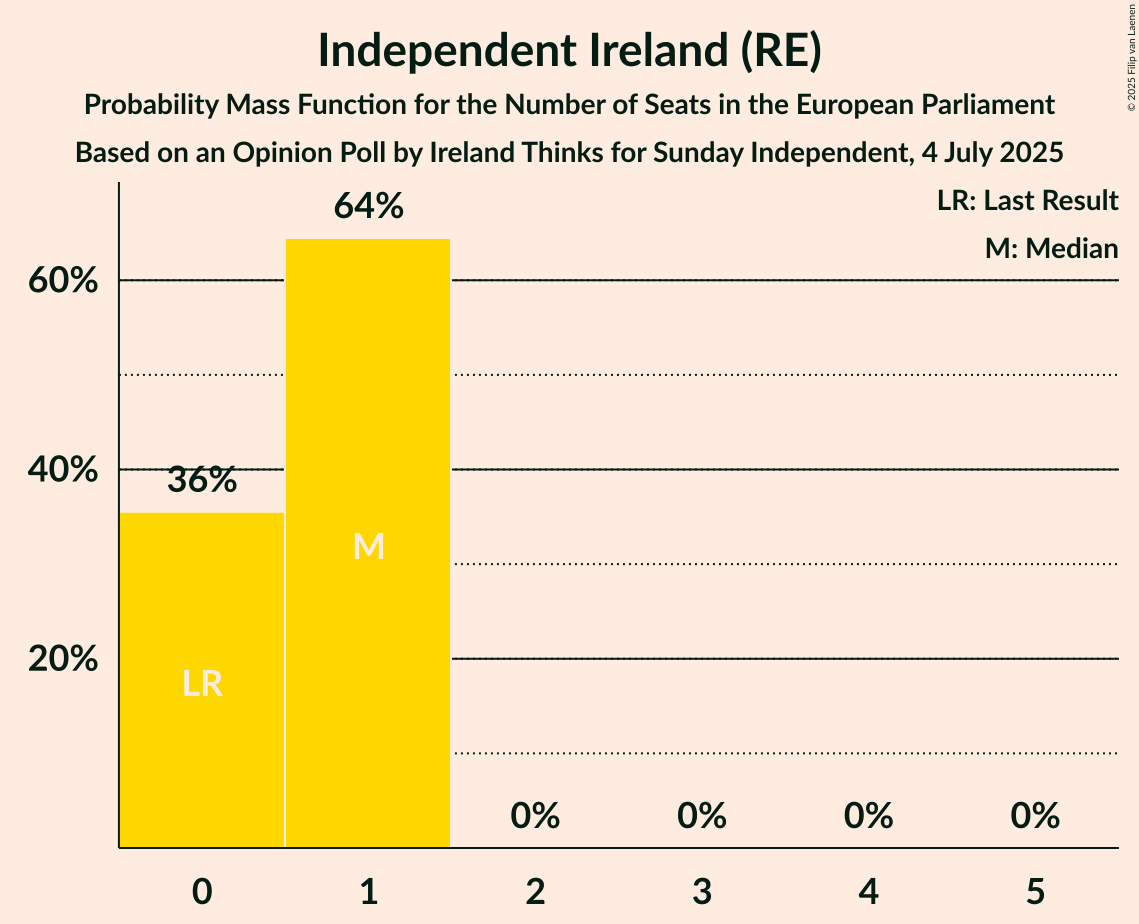 Independent Ireland (RE)
Probability Mass Function for the Number of Seats in the European Parliament
Based on an Opinion Poll by Ireland Thinks for Sunday Independent, 4 July 2025
© 2025 Filip van Laenen
LR: Last Result
M: Median
64%
60%
40%
36%
M
20%
LR
0% 0% 0% 0%
0 1 2 3 4 5